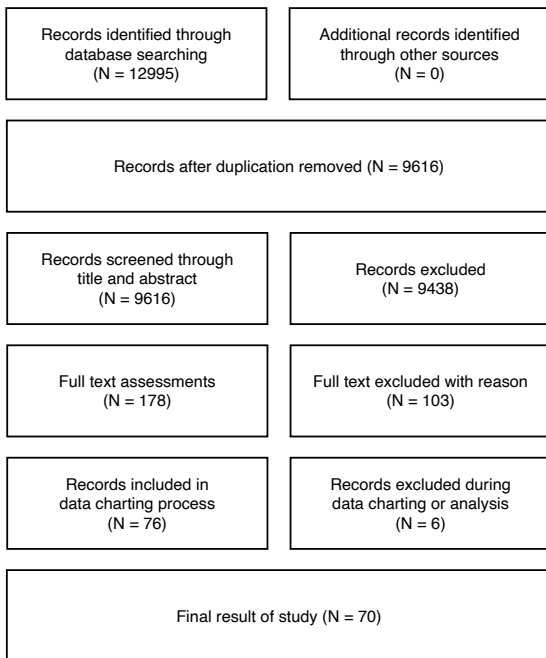 Records identified through
database searching
(N = 12995)
Additional records identified
through other sources
(N = 0)
Records after duplication removed (N = 9616)
Records screened through
title and abstract
(N = 9616)
Records excluded
(N = 9438)
Full text assessments
(N = 178)
Full text excluded with reason
(N = 103)
Records included in
data charting process
(N = 76)
Records excluded during
data charting or analysis
(N = 6)
Final result of study (N = 70)